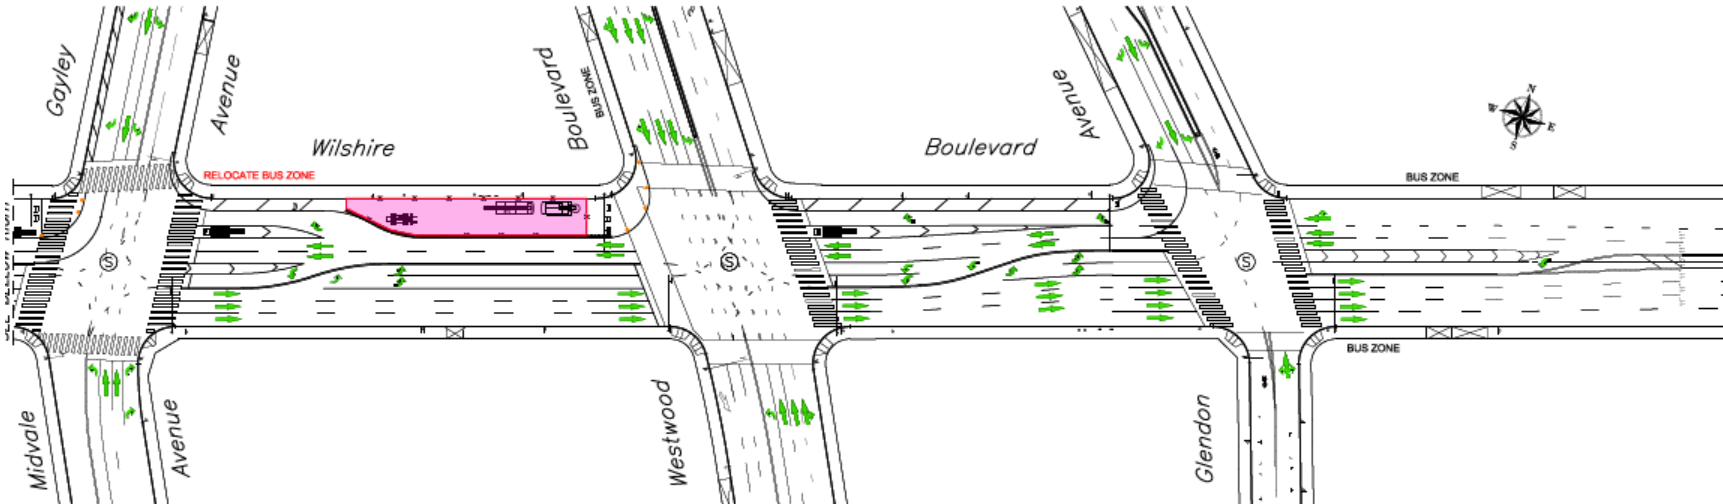 Gayley
Avenue
Wilshire
Boulevard
BUS ZONE
Boulevard
Avenue
N
W
E
S
RELOCATE BUS ZONE
BUS ZONE
S
S
S
BUS ZONE
Midvale
Avenue
Westwood
Glendon